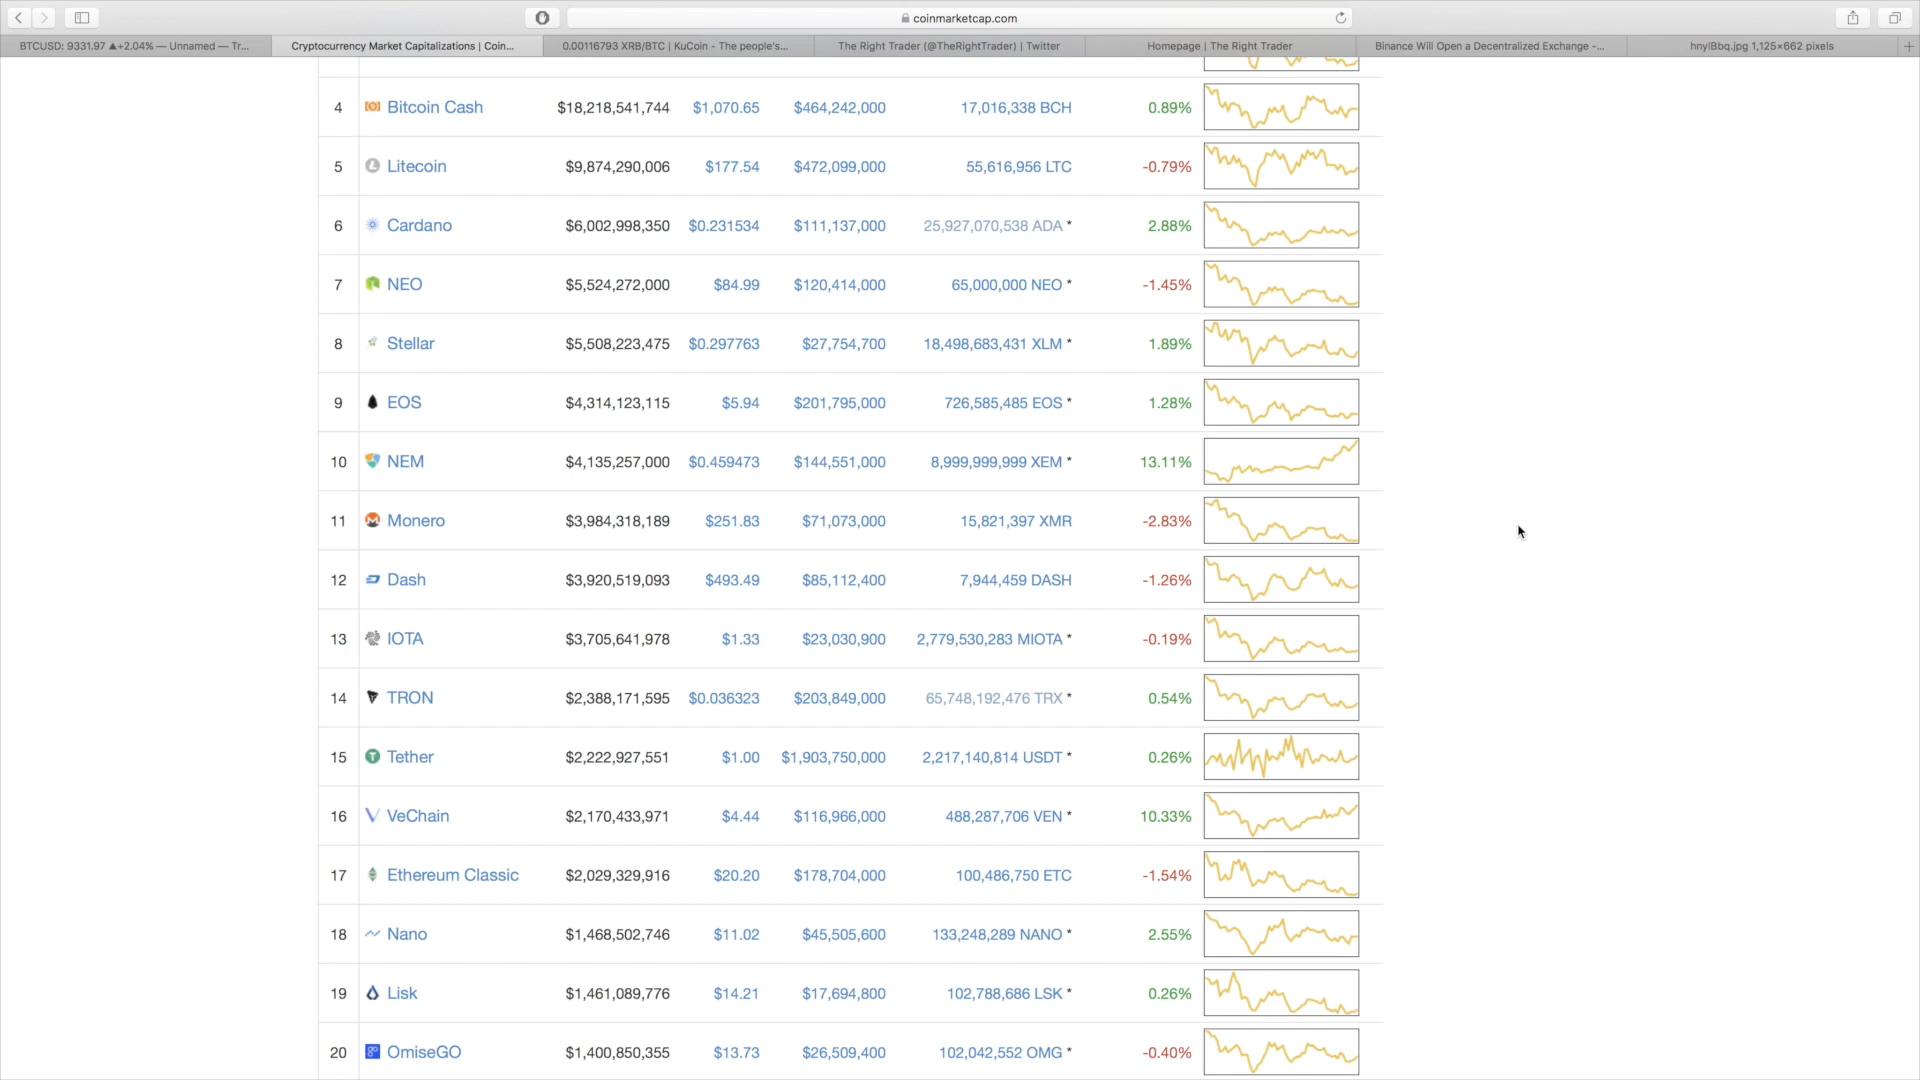 coinmarketcap.com
BTCUSD: 9331.97 ▲+2.04% — Unnamed — Tr...
Cryptocurrency Market Capitalizations | Coin...
0.00116793 XRB/BTC | KuCoin - The people's...
The Right Trader (@TheRightTrader) | Twitter
Homepage | The Right Trader
Binance Will Open a Decentralized Exchange -...
hny!Bbq.jpg 1,125×662 pixels
4 Bitcoin Cash $18,218,541,744 $1,070.65 $464,242,000 17,016,338 BCH 0.89%
5 Litecoin $9,874,290,006 $177.54 $472,099,000 55,616,956 LTC -0.79%
6 Cardano $6,002,998,350 $0.231534 $111,137,000 25,927,070,538 ADA * 2.88%
7 NEO $5,524,272,000 $84.99 $120,414,000 65,000,000 NEO * -1.45%
8 Stellar $5,508,223,475 $0.297763 $27,754,700 18,498,683,431 XLM * 1.89%
9 EOS $4,314,123,115 $5.94 $201,795,000 726,585,485 EOS * 1.28%
10 NEM $4,135,257,000 $0.459473 $144,551,000 8,999,999,999 XEM * 13.11%
11 Monero $3,984,318,189 $251.83 $71,073,000 15,821,397 XMR -2.83%
12 Dash $3,920,519,093 $493.49 $85,112,400 7,944,459 DASH -1.26%
13 IOTA $3,705,641,978 $1.33 $23,030,900 2,779,530,283 MIOTA * -0.19%
14 TRON $2,388,171,595 $0.036323 $203,849,000 65,748,192,476 TRX * 0.54%
15 Tether $2,222,927,551 $1.00 $1,903,750,000 2,217,140,814 USDT * 0.26%
16 VeChain $2,170,433,971 $4.44 $116,966,000 488,287,706 VEN * 10.33%
17 Ethereum Classic $2,029,329,916 $20.20 $178,704,000 100,486,750 ETC -1.54%
18 Nano $1,468,502,746 $11.02 $45,505,600 133,248,289 NANO * 2.55%
19 Lisk $1,461,089,776 $14.21 $17,694,800 102,788,686 LSK * 0.26%
20 OmiseGO $1,400,850,355 $13.73 $26,509,400 102,042,552 OMG * -0.40%